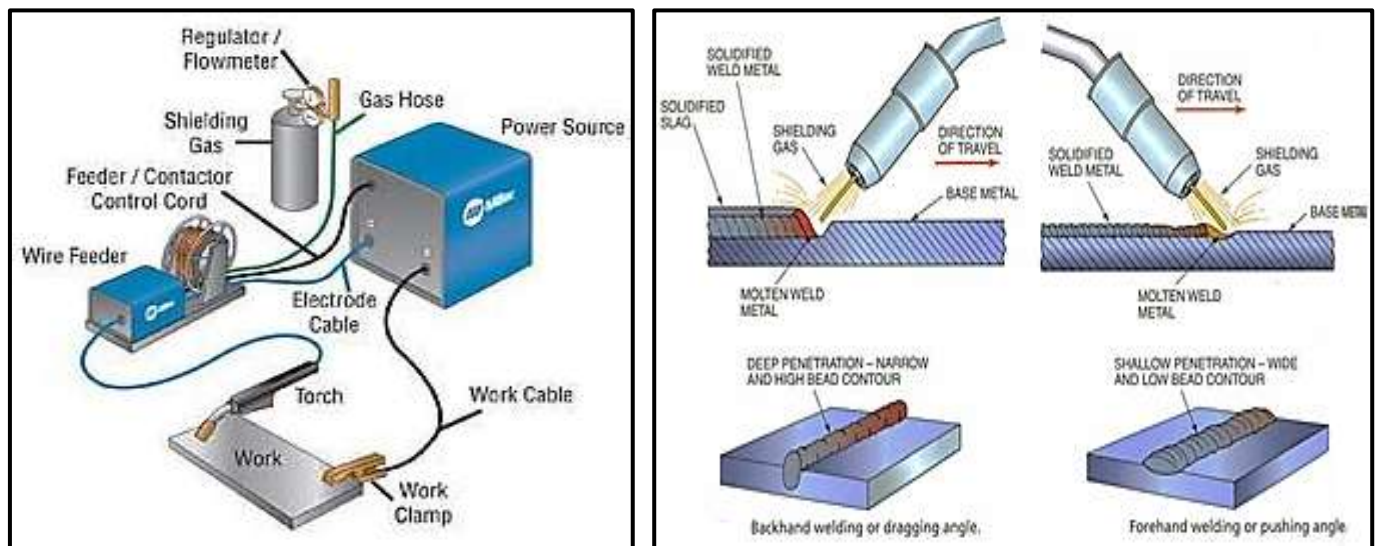 Regulator /
Flowmeter
Gas Hose
Shielding
Gas
Power Source
Feeder / Contactor
Control Cord
Miller
Wire Feeder
Electrode
Cable
Torch
Work Cable
Work
Work
Clamp
SOLIDIFIED
WELD METAL
SOLIDIFIED
SLAG
SHIELDING
GAS
DIRECTION
OF TRAVEL
BASE METAL
MOLTEN WELD
METAL
DIRECTION
OF TRAVEL
SOLIDIFIED
WELD METAL
SHIELDING
GAS
BASE METAL
MOLTEN WELD
METAL
DEEP PENETRATION – NARROW
AND HIGH BEAD CONTOUR
SHALLOW PENETRATION – WIDE
AND LOW BEAD CONTOUR
Backhand welding or dragging angle.
Forehand welding or pushing angle